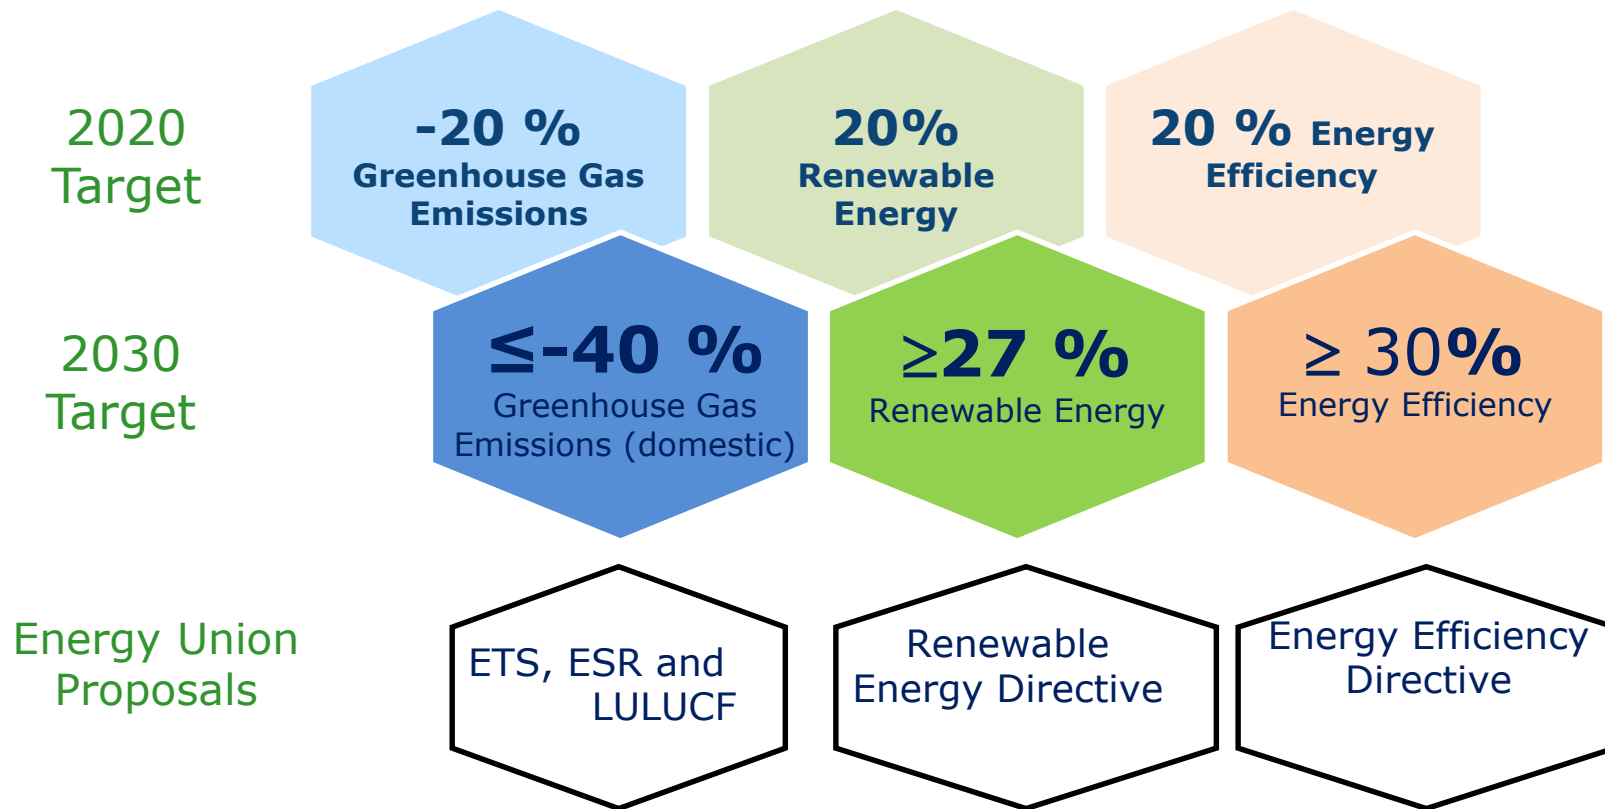 2020
Target
-20 %
Greenhouse Gas
Emissions
20%
Renewable
Energy
20 % Energy
Efficiency
2030
Target
≤-40 %
Greenhouse Gas
Emissions (domestic)
≥27 %
Renewable Energy
≥ 30%
Energy Efficiency
Energy Union
Proposals
ETS, ESR and
LULUCF
Renewable
Energy Directive
Energy Efficiency
Directive